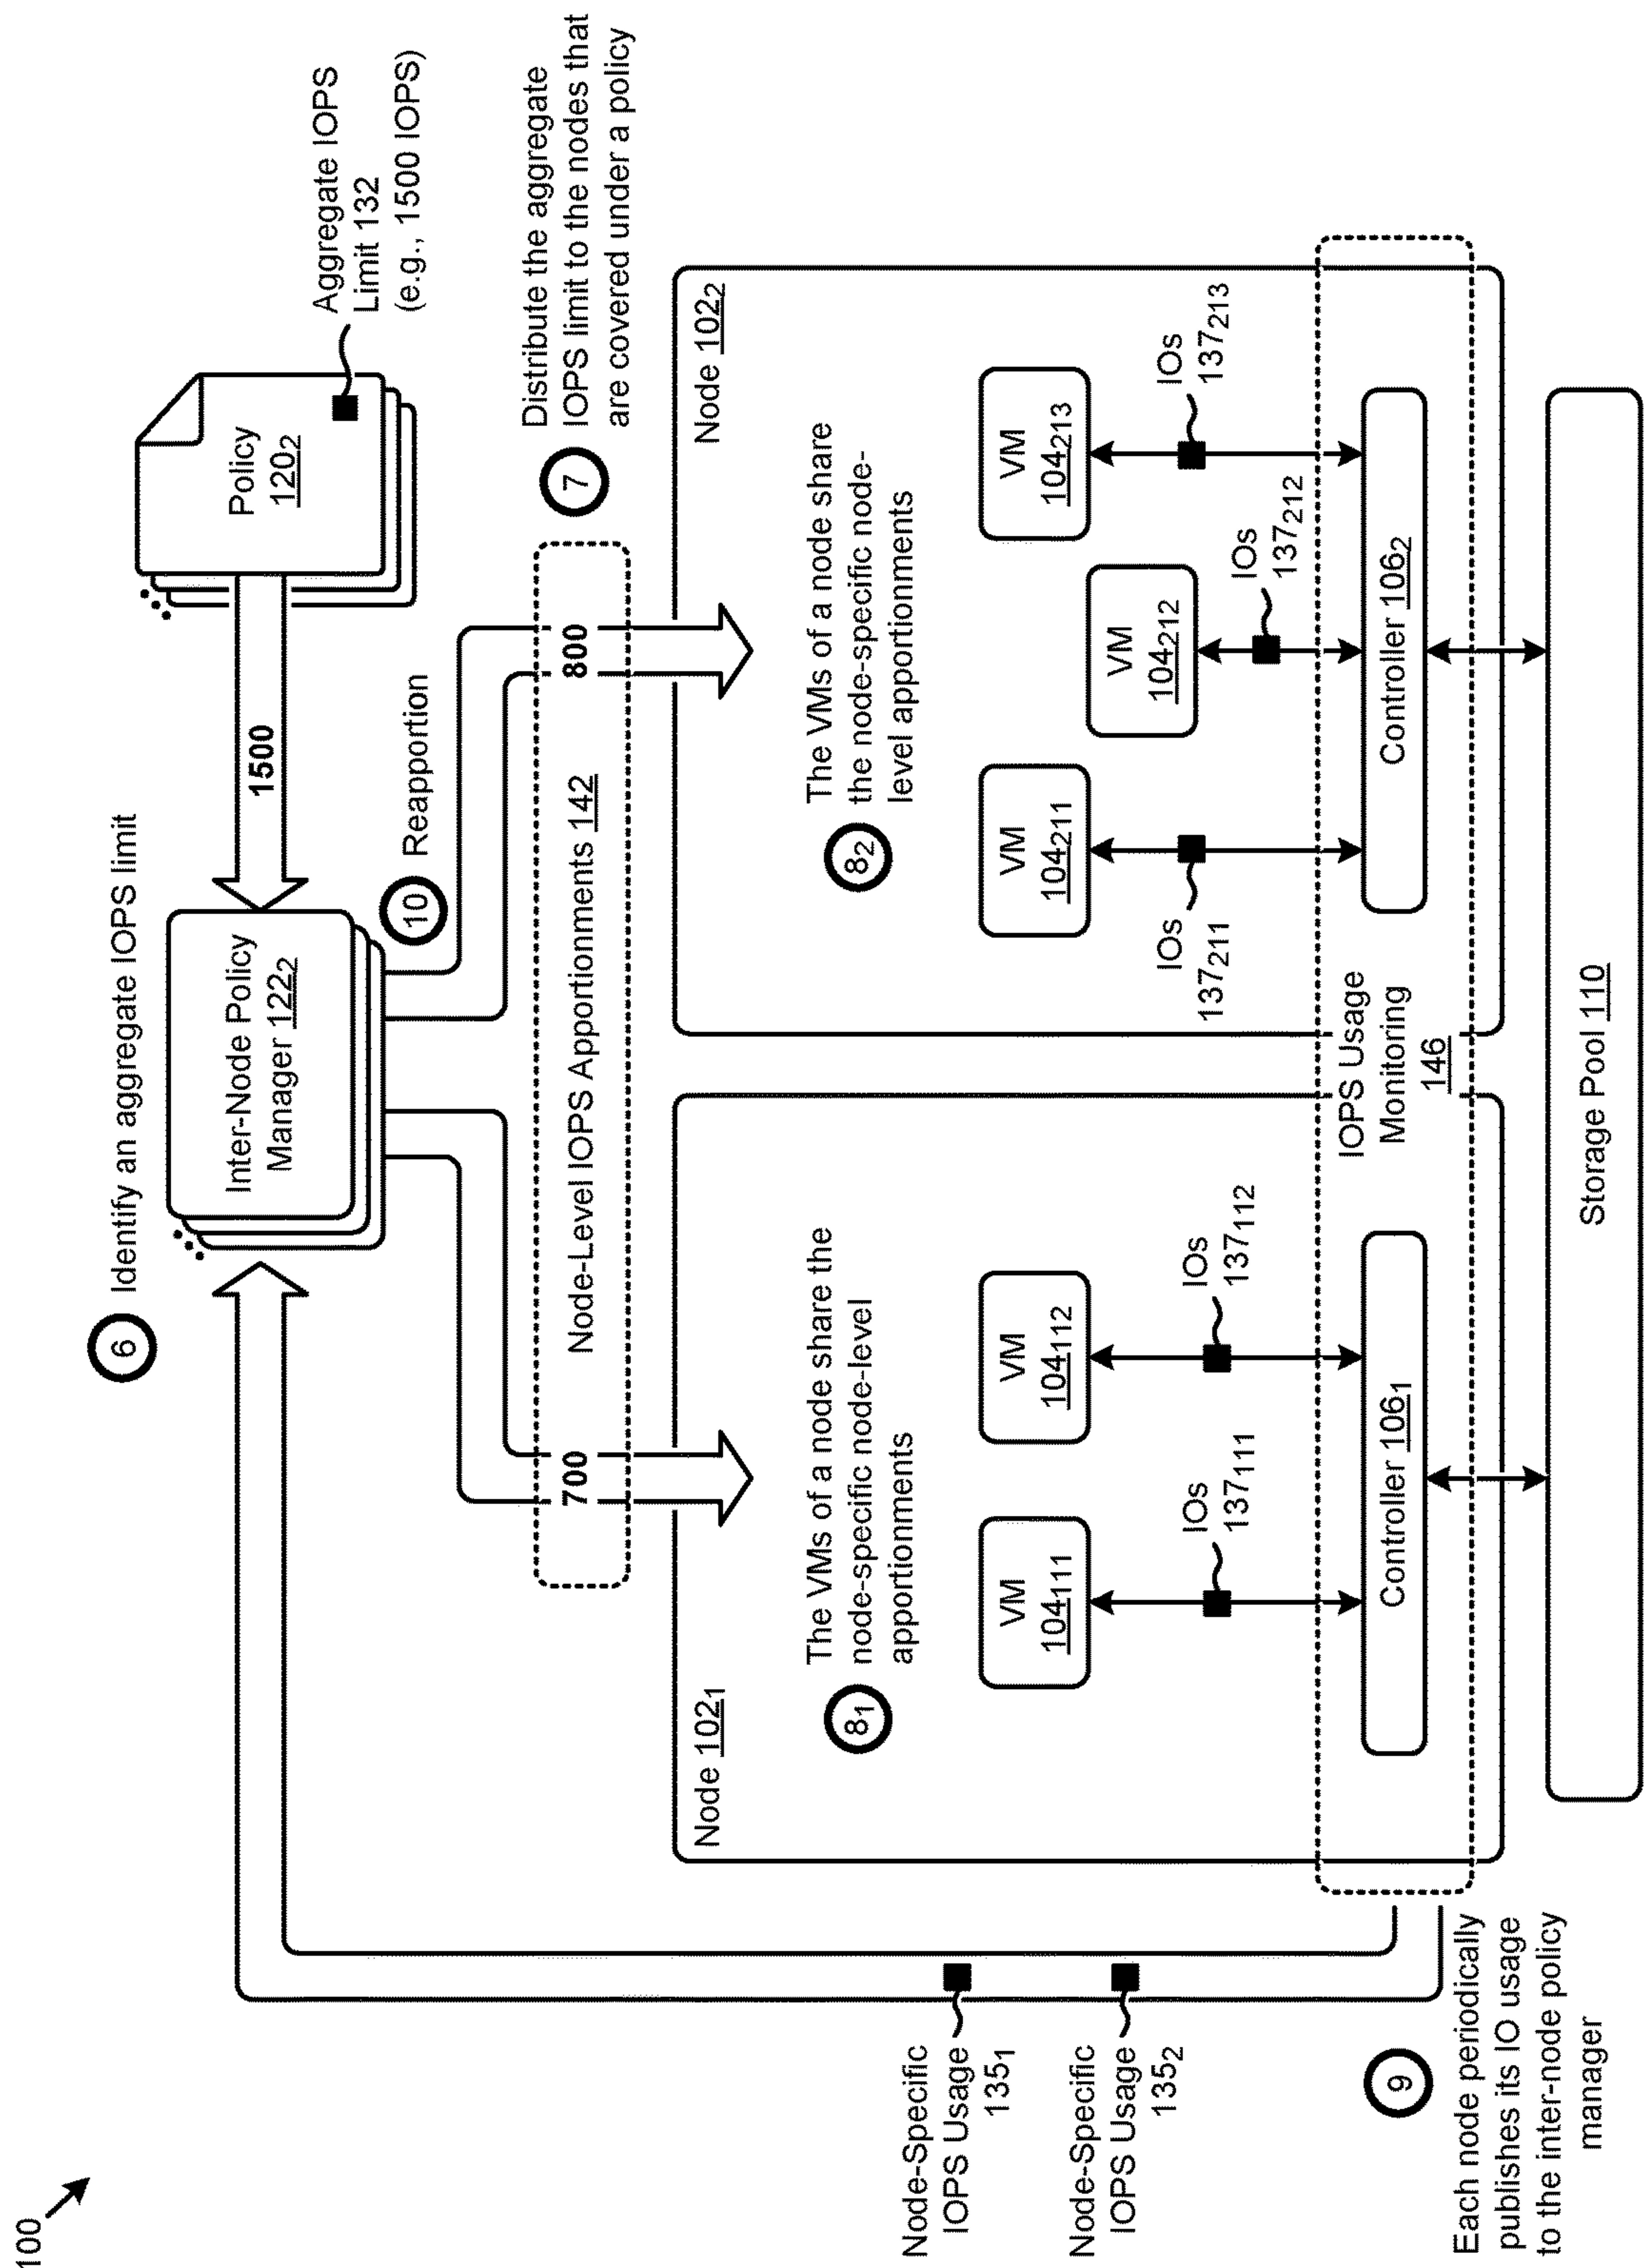 100
6
Identify an aggregate IOPS limit
Inter-Node Policy
Manager 122₂
1500
Policy
120₂
Aggregate IOPS
Limit 132
(e.g., 1500 IOPS)
10
Reapportion
7
Distribute the aggregate
IOPS limit to the nodes that
are covered under a policy
700
Node-Level IOPS Apportionments 142
800
Node 102₁
8₁
The VMs of a node share the
node-specific node-level
apportionments
VM
104₁₁₁
VM
104₁₁₂
IOs
137₁₁₁
IOs
137₁₁₂
Controller 106₁
Node 102₂
8₂
The VMs of a node share
the node-specific node-
level apportionments
VM
104₂₁₁
VM
104₂₁₂
VM
104₂₁₃
IOs
137₂₁₁
IOs
137₂₁₂
IOs
137₂₁₃
Controller 106₂
IOPS Usage
Monitoring
146
Storage Pool 110
Node-Specific
IOPS Usage
135₁
Node-Specific
IOPS Usage
135₂
9
Each node periodically
publishes its IO usage
to the inter-node policy
manager